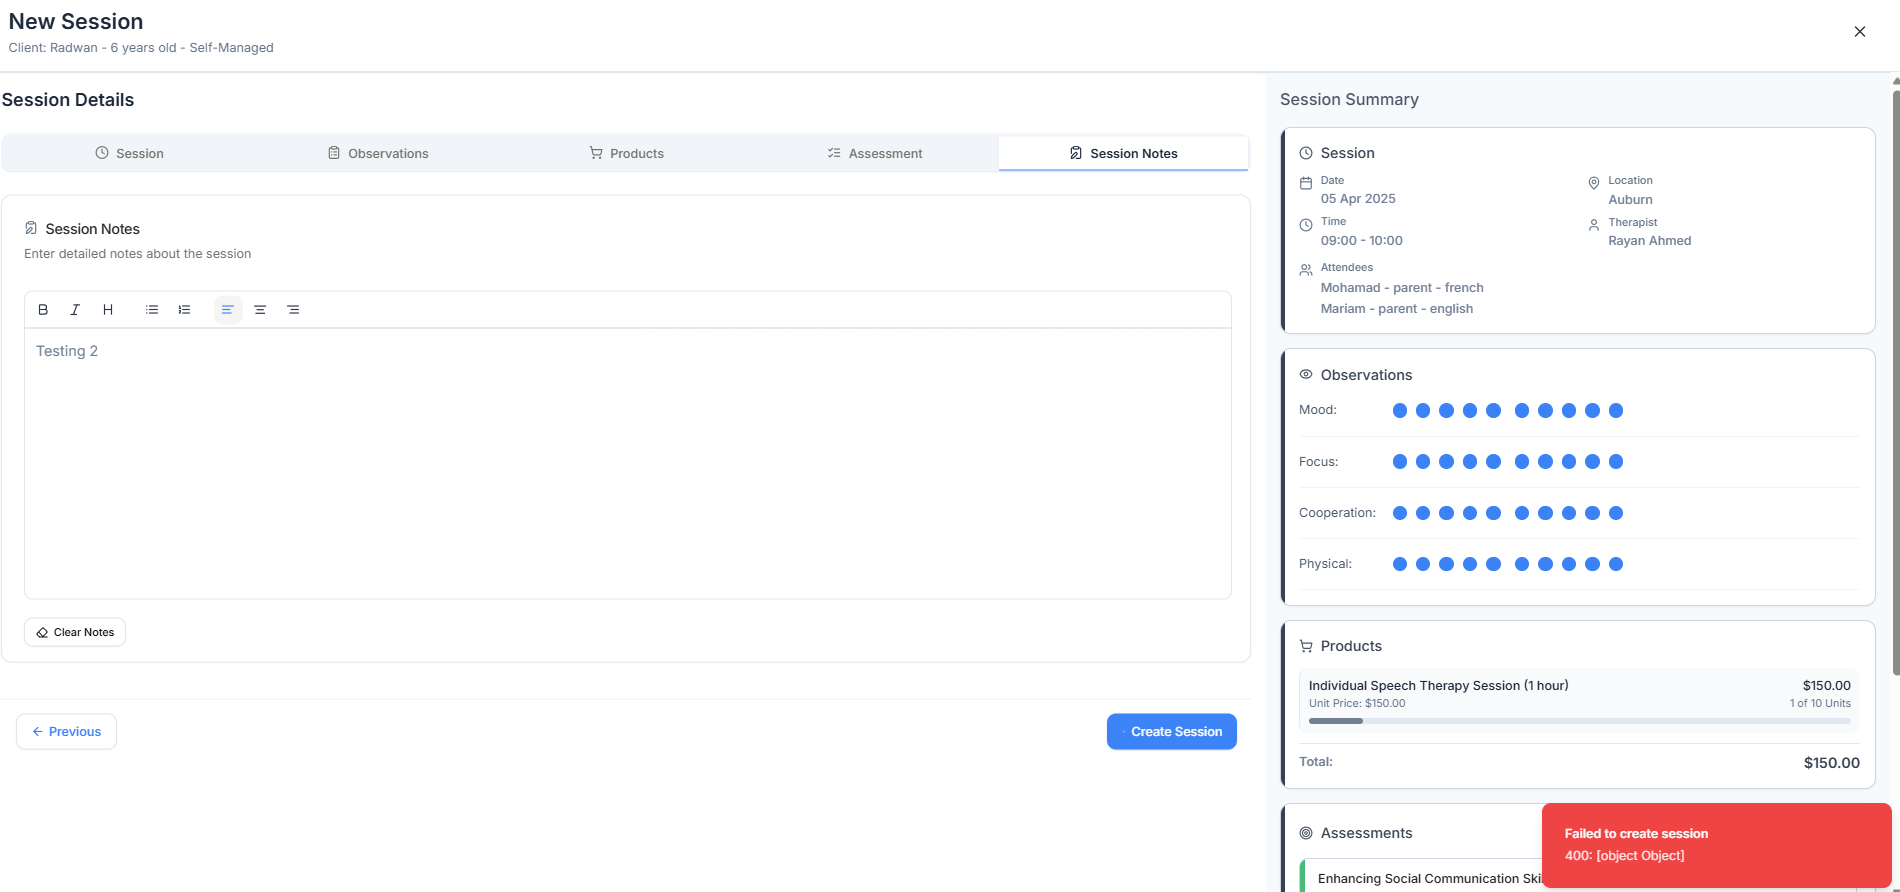 New Session
Client: Radwan - 6 years old - Self-Managed
Session Details
Session
Observations
Products
Assessment
Session Notes
Session Notes
Enter detailed notes about the session
B I H
Testing 2
Clear Notes
Previous
Create Session
Session Summary
Session
Date
05 Apr 2025
Location
Auburn
Time
09:00 - 10:00
Therapist
Rayan Ahmed
Attendees
Mohamad - parent - french
Mariam - parent - english
Observations
Mood:
Focus:
Cooperation:
Physical:
Products
Individual Speech Therapy Session (1 hour) $150.00
Unit Price: $150.00 1 of 10 Units
Total: $150.00
Assessments
Enhancing Social Communication
Failed to create session
400: [object Object]